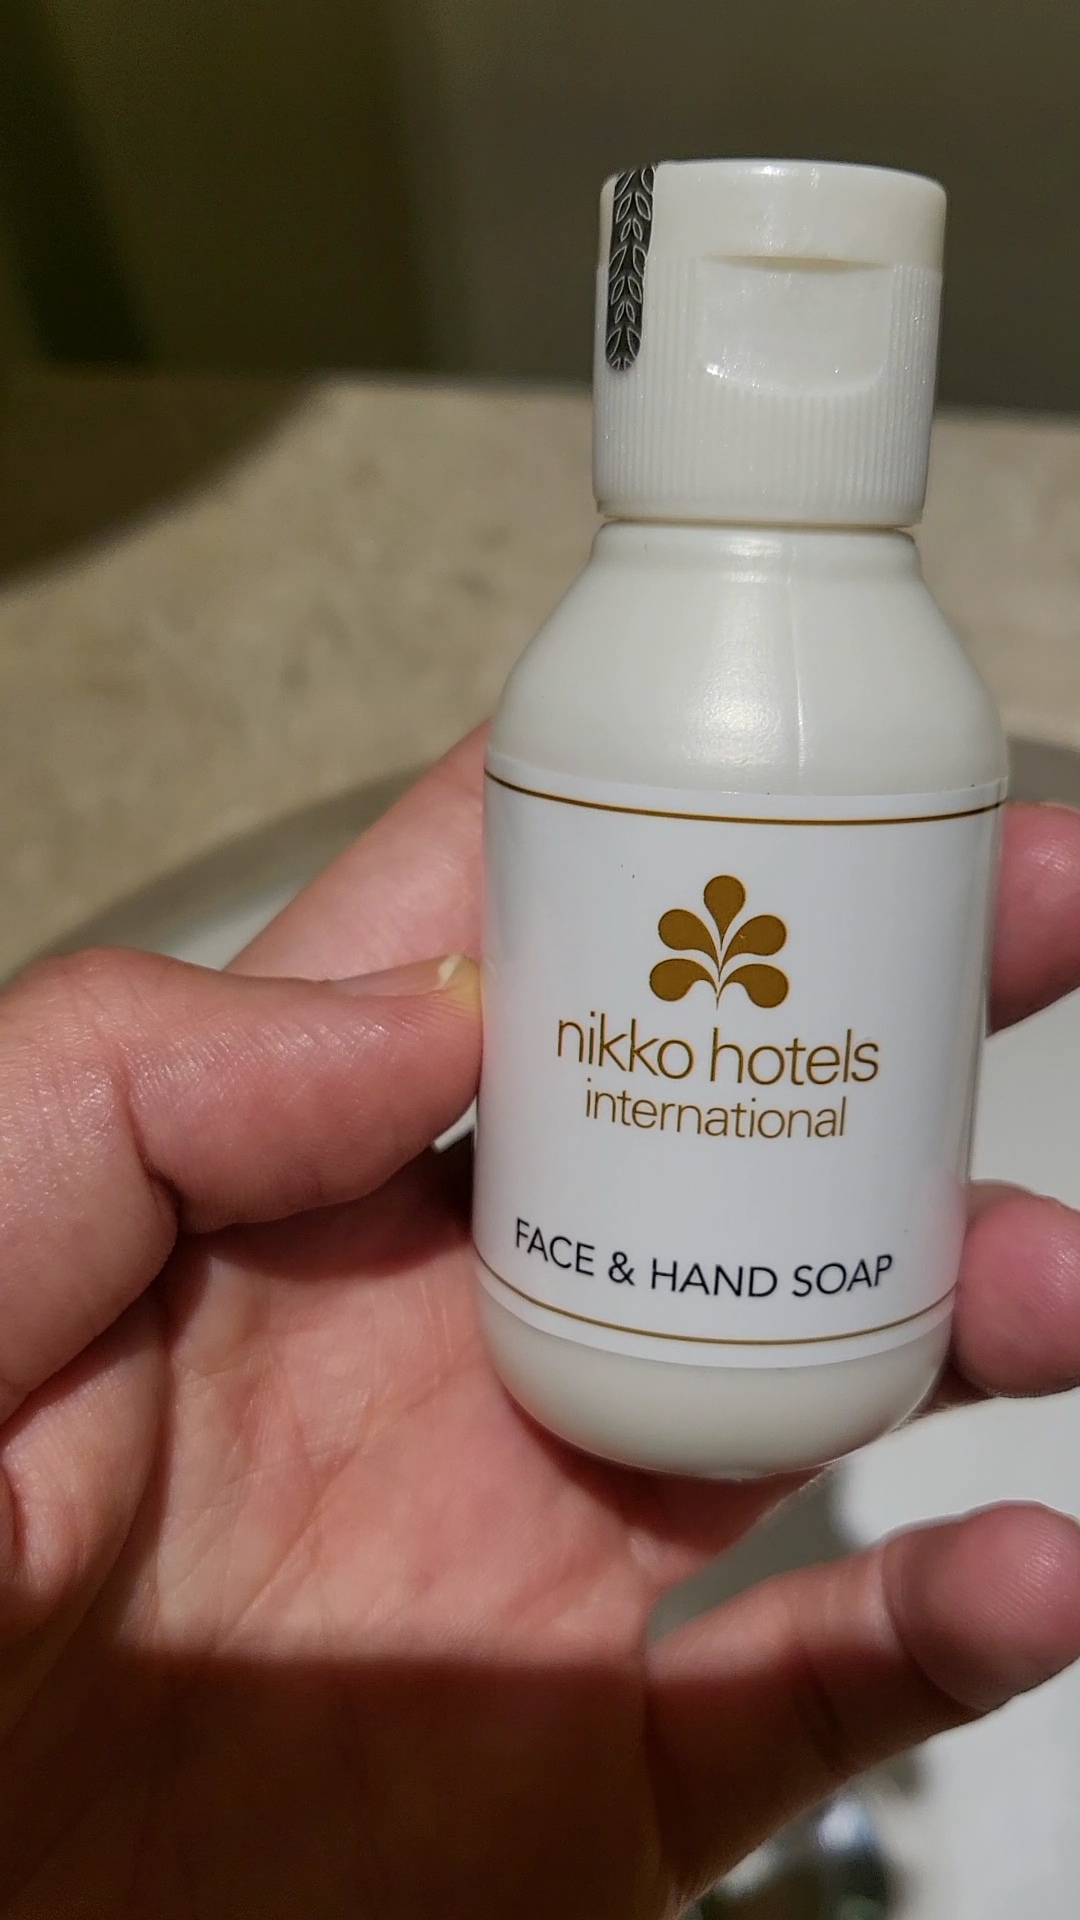 nikko hotels
international
FACE & HAND SOAP